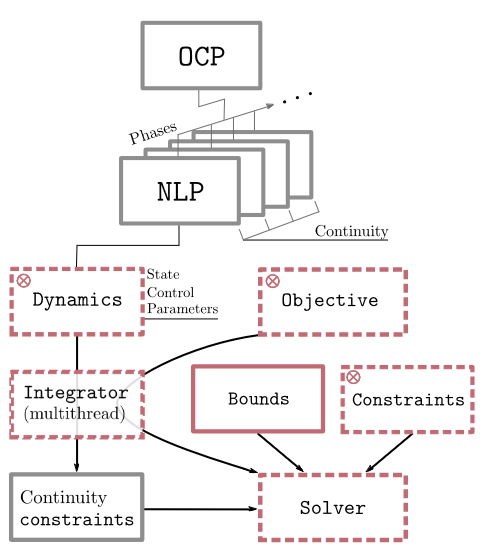 OCP
Phases
NLP
Continuity
State
Control
Parameters
Dynamics
Objective
Integrator
(multithread)
Bounds
Constraints
Continuity
constraints
Solver